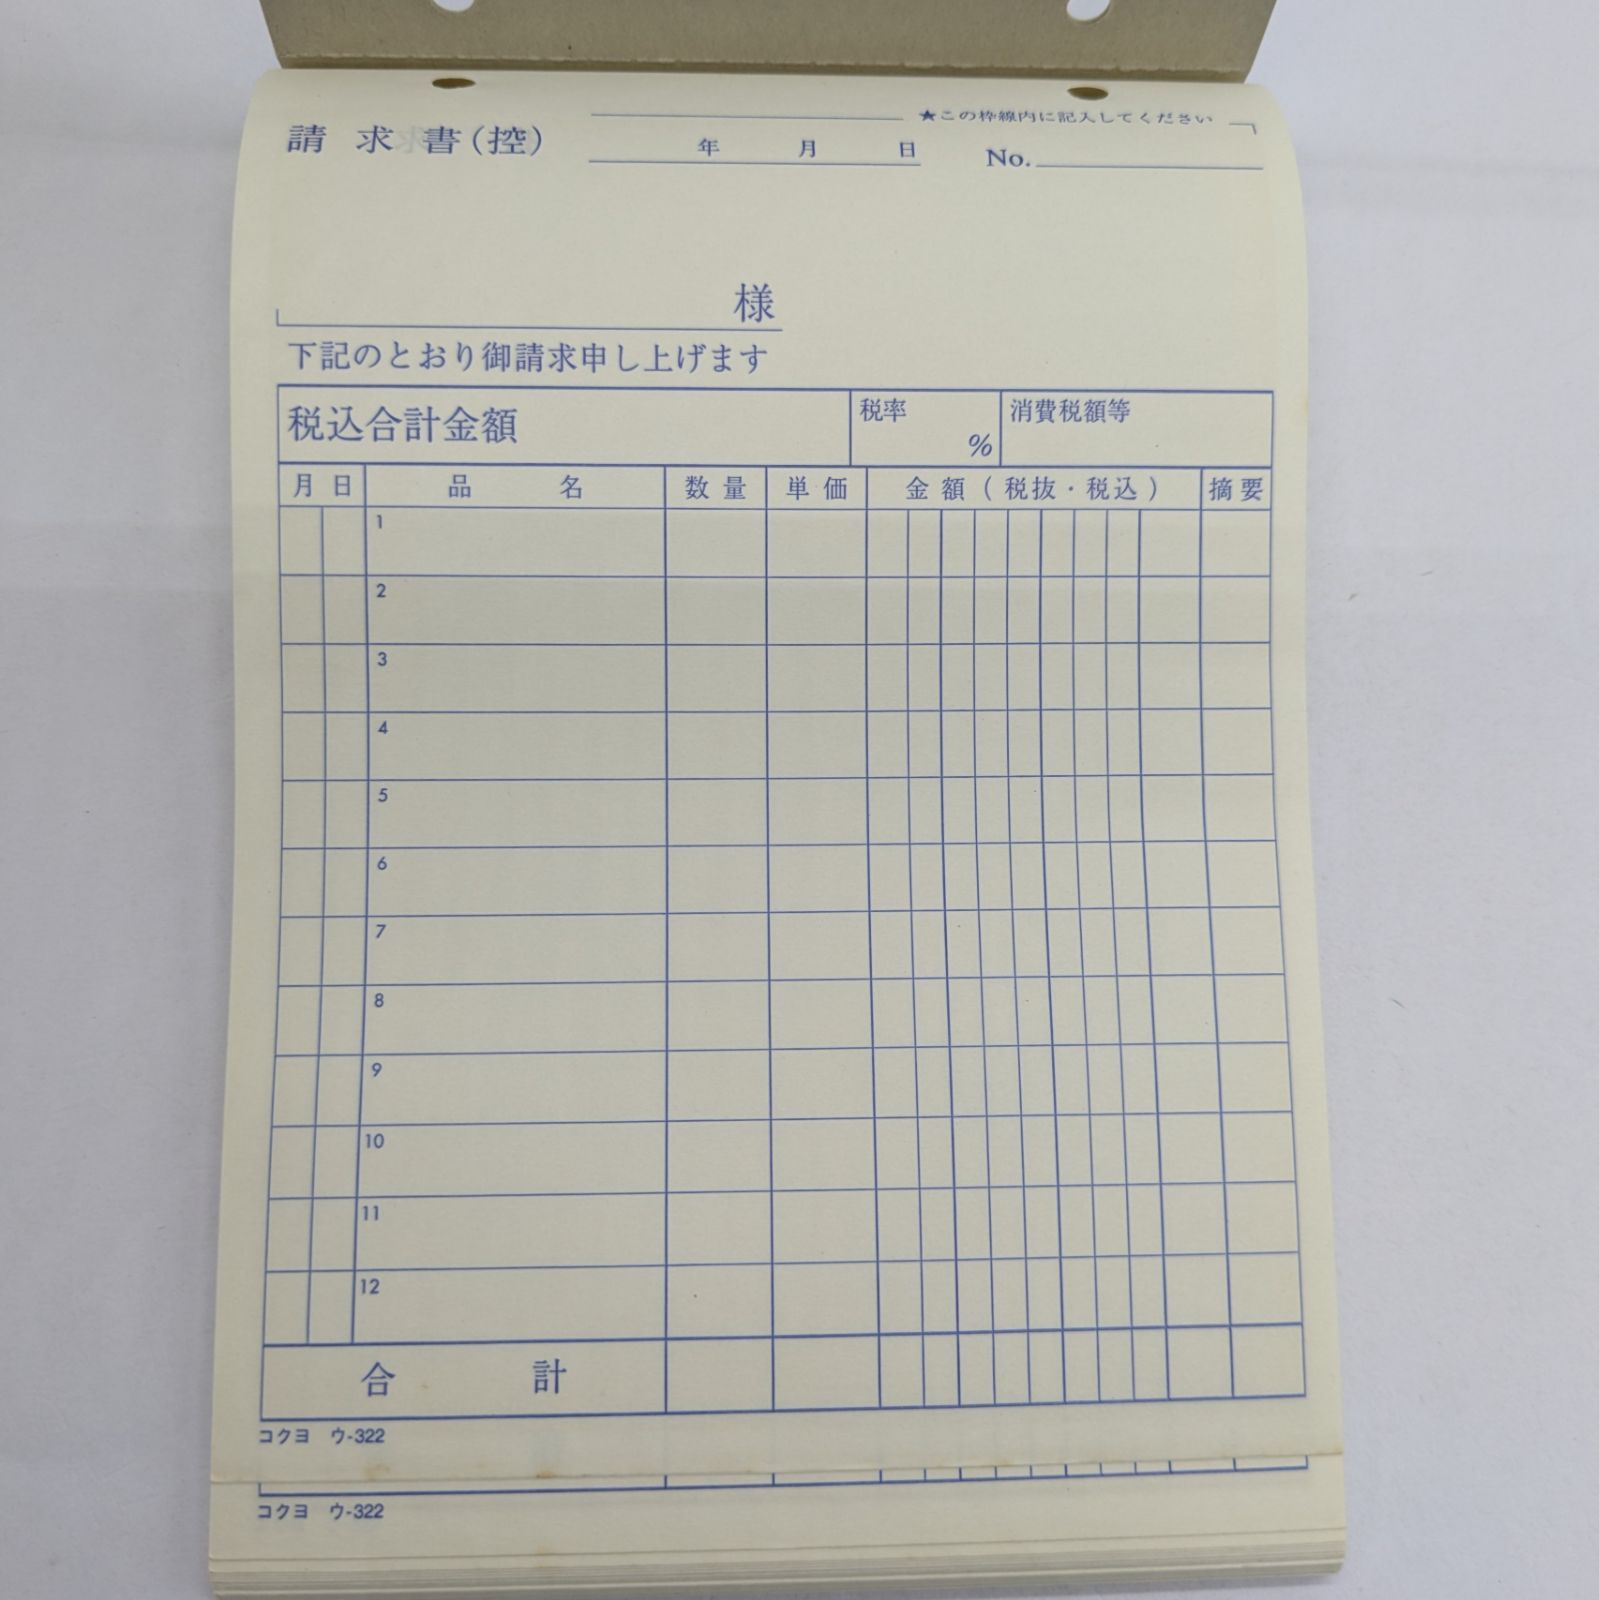 ★この枠線内に記入してください
請求書(控) 年 月 日 No.
様
下記のとおり御請求申し上げます
税込合計金額 税率 % 消費税額等
月 日 品 名 数量 単価 金額(税抜・税込) 摘要
1
2
3
4
5
6
7
8
9
10
11
12
合 計
コクヨ ウ-322
コクヨ ウ-322